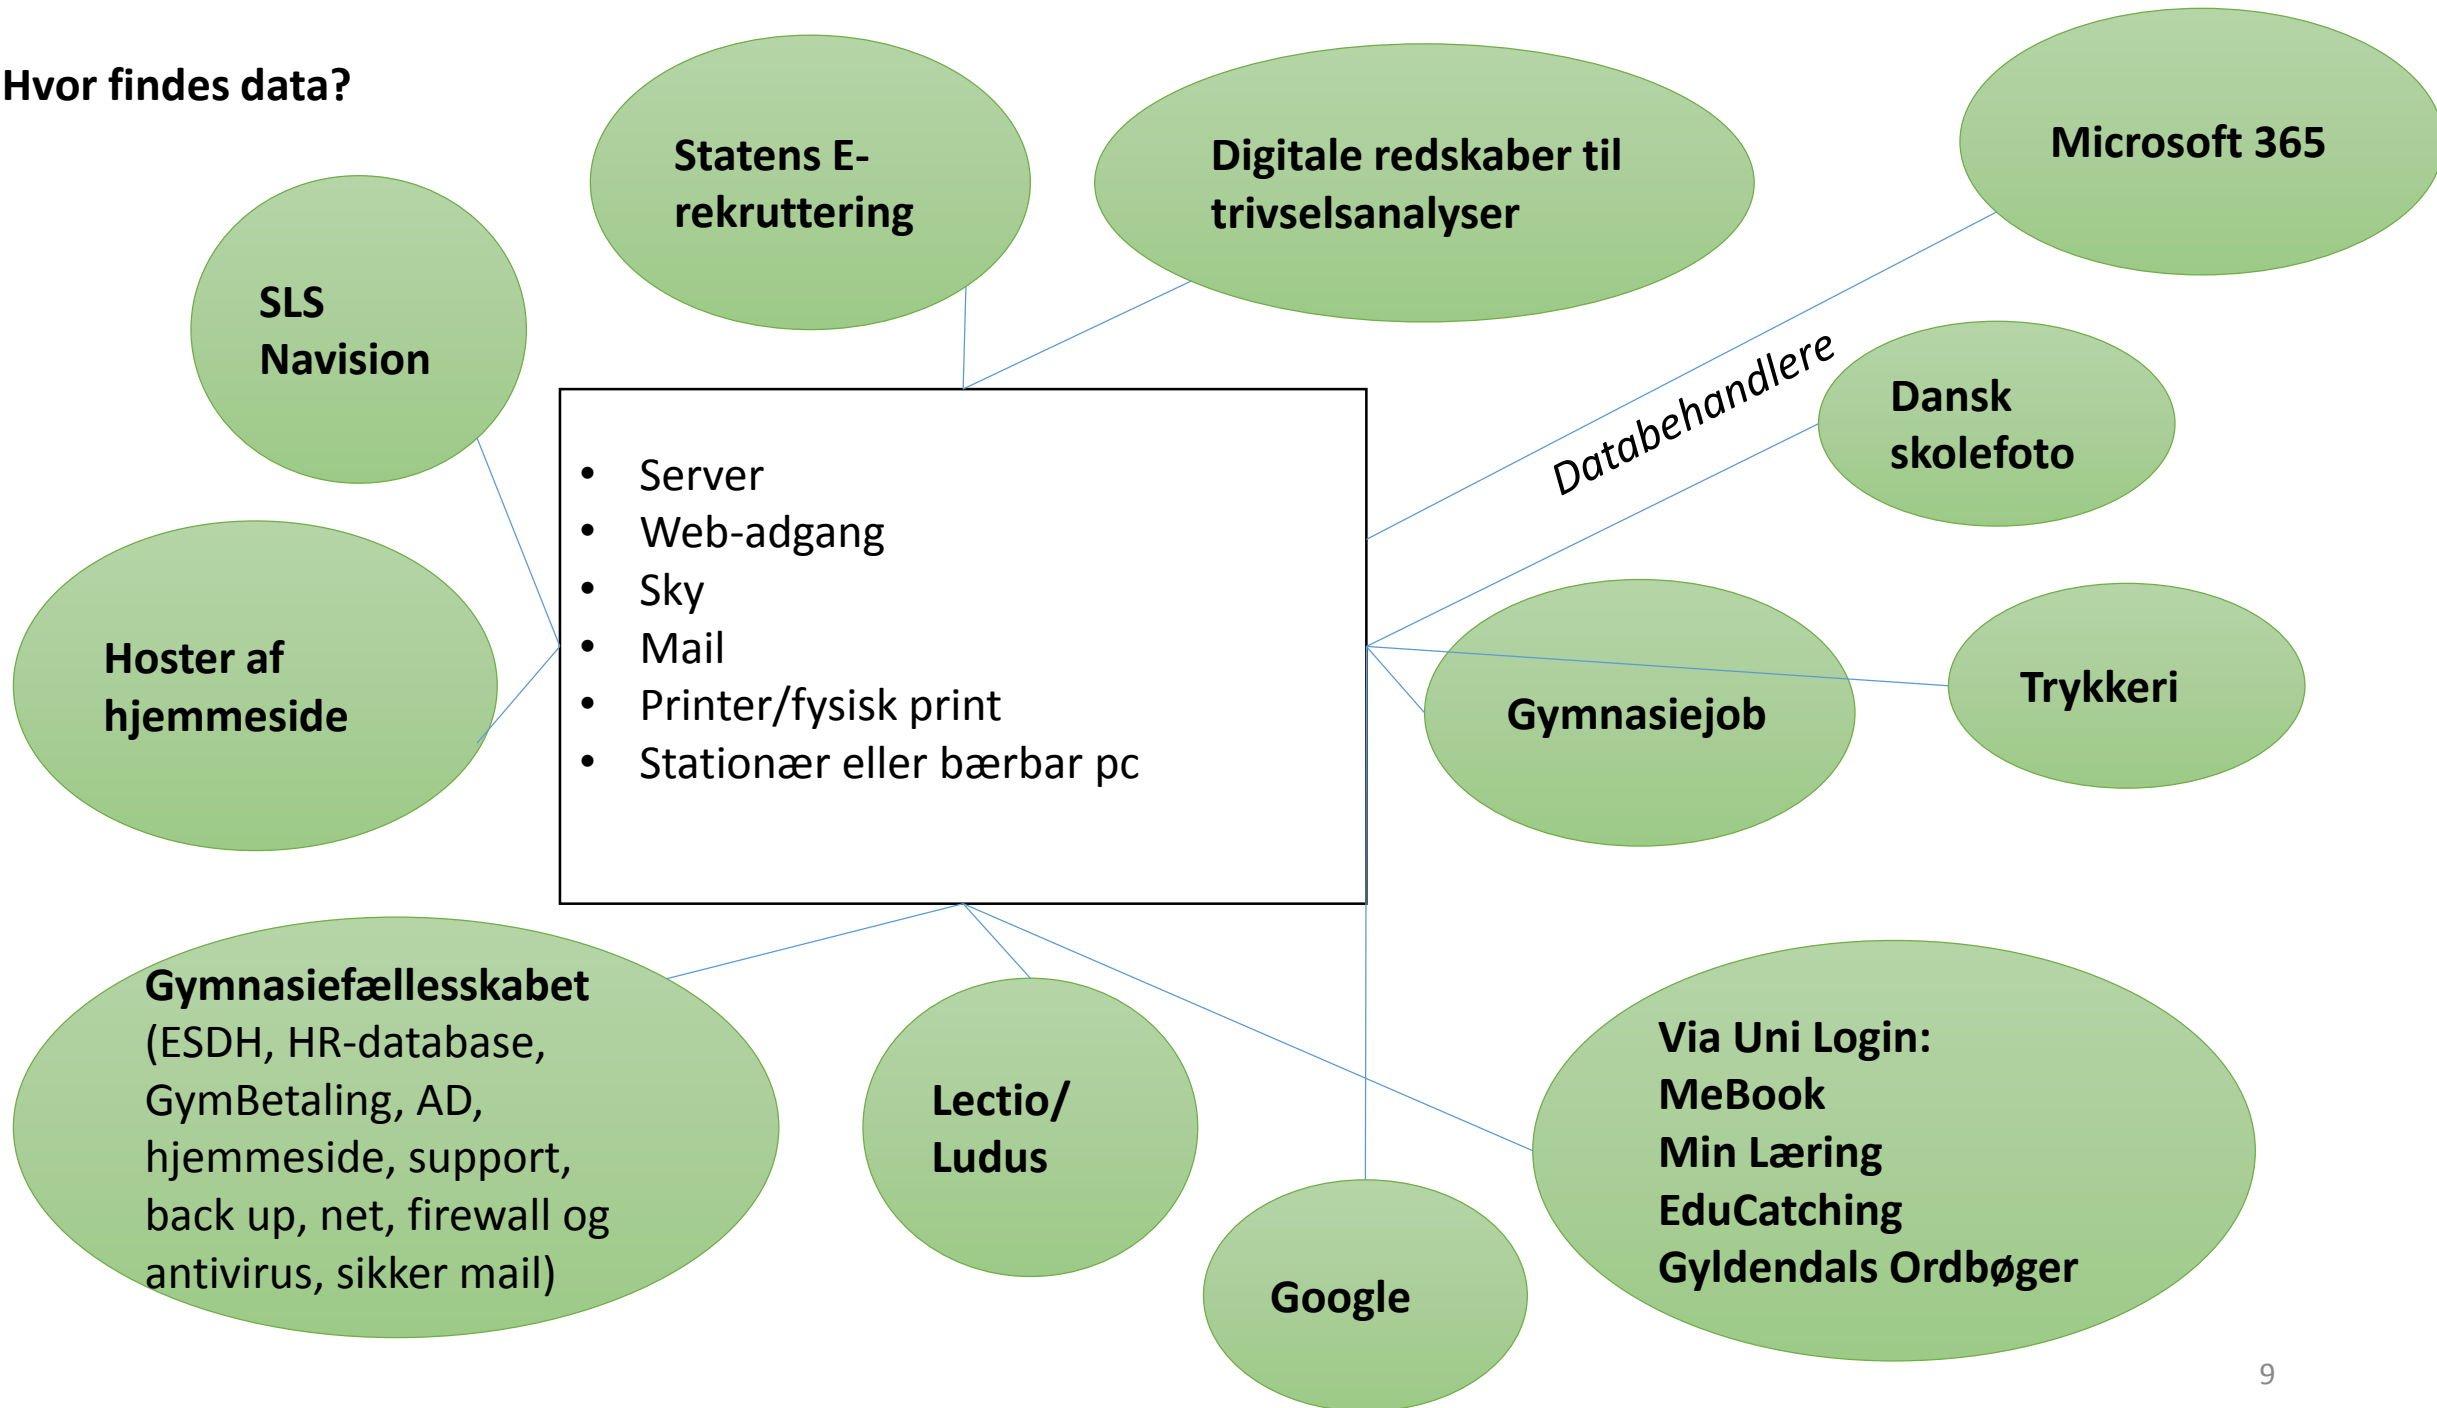 Hvor findes data?
Statens E-
rekruttering
Digitale redskaber til
trivselsanalyser
Microsoft 365
SLS
Navision
Databehandlere
Dansk
skolefoto
• Server
• Web-adgang
• Sky
• Mail
• Printer/fysisk print
• Stationær eller bærbar pc
Hoster af
hjemmeside
Gymnasiejob
Trykkeri
Gymnasiefællesskabet
(ESDH, HR-database,
GymBetaling, AD,
hjemmeside, support,
back up, net, firewall og
antivirus, sikker mail)
Lectio/
Ludus
Google
Via Uni Login:
MeBook
Min Læring
EduCatching
Gyldendals Ordbøger
9